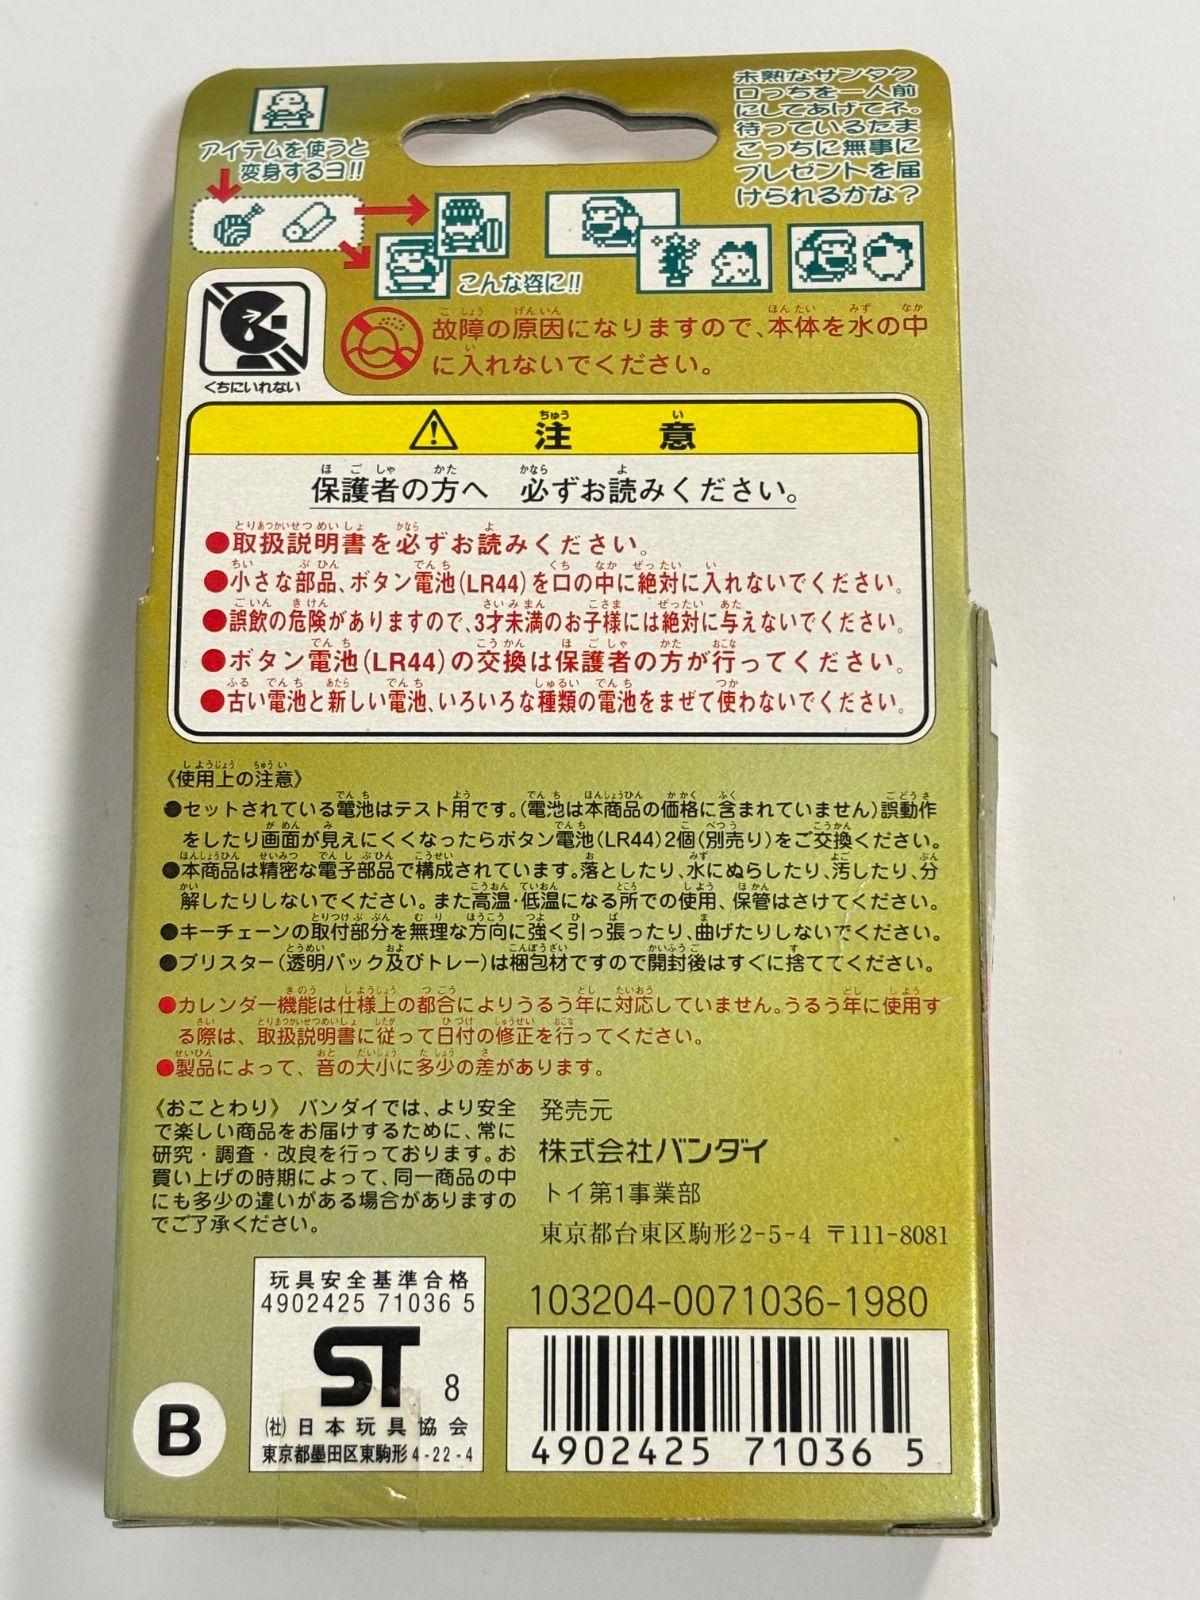 アイテムを使うと
変身するヨ!!
こんな姿に!!
未熟なサンタク
ロっちを一人前
にしてあげてネ。
待っているたま
ごっちに無事に
プレゼントを届
けられるかな?
くちにいれない
故障の原因になりますので、本体を水の中
に入れないでください。
注意
保護者の方へ 必ずお読みください。
●取扱説明書を必ずお読みください。
●小さな部品、ボタン電池(LR44)を口の中に絶対に入れないでください。
●誤飲の危険がありますので、3才未満のお子様には絶対に与えないでください。
●ボタン電池(LR44)の交換は保護者の方が行ってください。
●古い電池と新しい電池、いろいろな種類の電池をまぜて使わないでください。
《使用上の注意》
●セットされている電池はテスト用です。(電池は本商品の価格に含まれていません)誤動作
をしたり画面が見えにくくなったらボタン電池(LR44)2個(別売り)をご交換ください。
●本商品は精密な電子部品で構成されています。落としたり、水にぬらしたり、汚したり、分
解したりしないでください。また高温・低温になる所での使用、保管はさけてください。
●キーチェーンの取付部分を無理な方向に強く引っ張ったり、曲げたりしないでください。
●ブリスター(透明パック及びトレー)は梱包材ですので開封後はすぐに捨ててください。
●カレンダー機能は仕様上の都合によりうるう年に対応していません。うるう年に使用す
る際は、取扱説明書に従って日付の修正を行ってください。
●製品によって、音の大小に多少の差があります。
《おことわり》 バンダイでは、より安全
で楽しい商品をお届けするために、常に
研究・調査・改良を行っております。お
買い上げの時期によって、同一商品の中
にも多少の違いがある場合がありますの
でご了承ください。
発売元
株式会社バンダイ
トイ第1事業部
東京都台東区駒形2-5-4 〒111-8081
玩具安全基準合格
4902425 71036 5
ST 8
(社)日本玩具協会
東京都墨田区東駒形4-22-4
B
103204-0071036-1980
4902425 71036 5